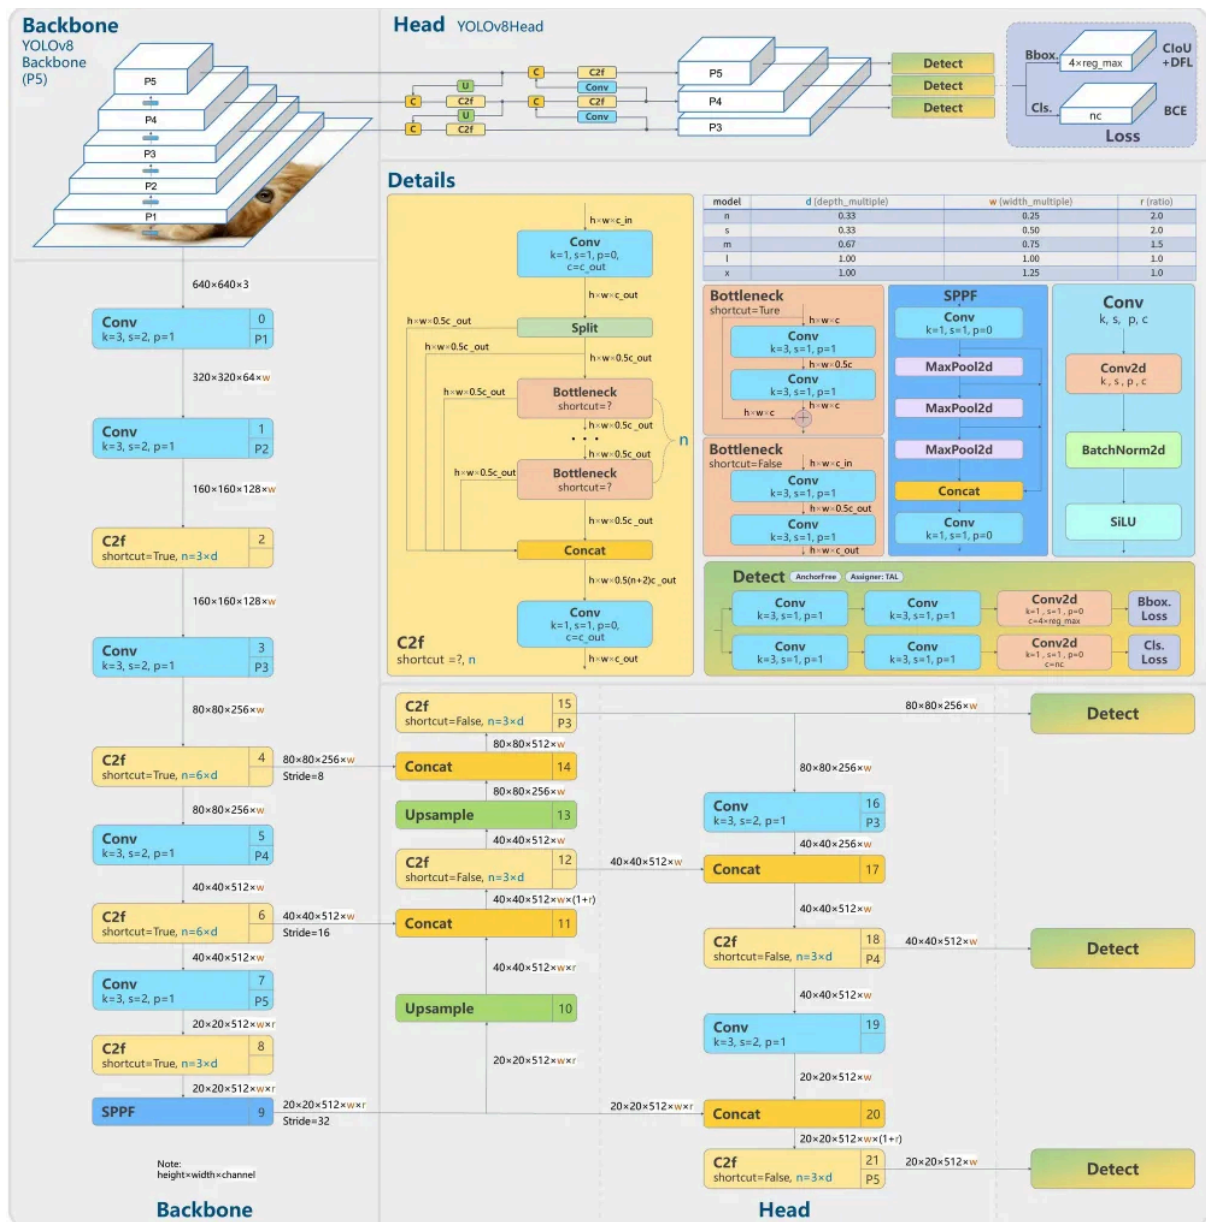 Backbone
YOLOv8
Backbone
(P5)
P5
P4
P3
P2
P1
Head YOLOv8Head
U
C
C2f
U
C
C2f
C
C2f
Conv
C
C2f
Conv
P5
P4
P3
Detect
Detect
Detect
Bbox.
4×reg_max
CIoU
+DFL
Cls.
nc
BCE
Loss
Details
h×w×c_in
Conv
k=1, s=1, p=0,
c=c_out
h×w×c_out
h×w×0.5c_out
Split
h×w×0.5c_out
h×w×0.5c_out
h×w×0.5c_out
Bottleneck
shortcut=?
h×w×0.5c_out
...
n
h×w×0.5c_out
h×w×0.5c_out
Bottleneck
shortcut=?
h×w×0.5c_out
Concat
h×w×0.5(n+2)c_out
Conv
k=1, s=1, p=0,
c=c_out
h×w×c_out
C2f
shortcut =?, n
model d (depth_multiple) w (width_multiple) r (ratio)
n 0.33 0.25 2.0
s 0.33 0.50 2.0
m 0.67 0.75 1.5
l 1.00 1.00 1.0
x 1.00 1.25 1.0
Bottleneck
shortcut=Ture
h×w×c
Conv
k=3, s=1, p=1
h×w×0.5c
Conv
k=3, s=1, p=1
h×w×c
h×w×c
+
Bottleneck
shortcut=False
h×w×c_in
Conv
k=3, s=1, p=1
h×w×0.5c_out
Conv
k=3, s=1, p=1
h×w×c_out
SPPF
Conv
k=1, s=1, p=0
MaxPool2d
MaxPool2d
MaxPool2d
Concat
Conv
k=1, s=1, p=0
Conv
k, s, p, c
Conv2d
k, s, p, c
BatchNorm2d
SiLU
Detect AnchorFree Assigner: TAL
Conv
k=3, s=1, p=1
Conv
k=3, s=1, p=1
Conv2d
k=1, s=1, p=0
c=4×reg_max
Bbox.
Loss
Conv
k=3, s=1, p=1
Conv
k=3, s=1, p=1
Conv2d
k=1, s=1, p=0
c=nc
Cls.
Loss
640×640×3
Conv
k=3, s=2, p=1
0
P1
320×320×64×w
Conv
k=3, s=2, p=1
1
P2
160×160×128×w
C2f
shortcut=True, n=3×d
2
160×160×128×w
Conv
k=3, s=2, p=1
3
P3
80×80×256×w
C2f
shortcut=True, n=6×d
4
80×80×256×w
Stride=8
80×80×256×w
Conv
k=3, s=2, p=1
5
P4
40×40×512×w
C2f
shortcut=True, n=6×d
6
40×40×512×w
Stride=16
40×40×512×w
Conv
k=3, s=2, p=1
7
P5
20×20×512×w×r
C2f
shortcut=True, n=3×d
8
20×20×512×w×r
SPPF
9
20×20×512×w×r
Stride=32
Note:
height×width×channel
Backbone
C2f
shortcut=False, n=3×d
15
P3
80×80×512×w
Concat
14
80×80×256×w
Upsample
13
40×40×512×w
C2f
shortcut=False, n=3×d
12
40×40×512×w
40×40×512×w×(1+r)
Concat
11
40×40×512×w×r
Upsample
10
20×20×512×w×r
20×20×512×w×r
80×80×256×w
Detect
80×80×256×w
Conv
k=3, s=2, p=1
16
P3
40×40×256×w
Concat
17
40×40×512×w
C2f
shortcut=False, n=3×d
18
P4
40×40×512×w
Detect
40×40×512×w
Conv
k=3, s=2, p=1
19
20×20×512×w
Concat
20
20×20×512×w×(1+r)
C2f
shortcut=False, n=3×d
21
P5
20×20×512×w
Detect
Head